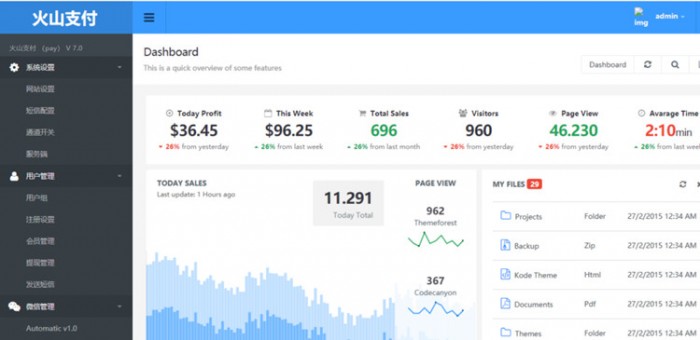 火山支付
img
admin
火山支付 （pay） V 7.0
系统设置
网站设置
短信配置
通道开关
服务端
用户管理
用户组
注册设置
会员管理
提现管理
发送短信
微信管理
Automatic v1.0
Dashboard
This is a quick overview of some features
Dashboard
Today Profit
$36.45
26% from yesterday
This Week
$96.25
26% from last week
Total Sales
696
26% from last month
Visitors
960
26% from yesterday
Page View
46.230
26% from yesterday
Avarage Time
2:10min
26% from last week
TODAY SALES
Last update: 1 Hours ago
11.291
Today Total
PAGE VIEW
962
Themeforest
367
Codecanyon
MY FILES 29
Projects Folder 27/2/2015 12:34 AM
Backup Zip 27/2/2015 12:34 AM
Kode Theme Html 27/2/2015 12:34 AM
Documents Pdf 27/2/2015 12:34 AM
Themes Folder 27/2/2015 12:34 AM